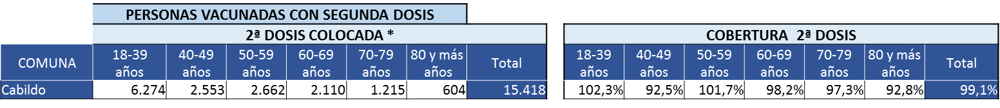 PERSONAS VACUNADAS CON SEGUNDA DOSIS
2ª DOSIS COLOCADA * COBERTURA 2ª DOSIS
COMUNA 18-39 años 40-49 años 50-59 años 60-69 años 70-79 años 80 y más años Total 18-39 años 40-49 años 50-59 años 60-69 años 70-79 años 80 y más años Total
Cabildo 6.274 2.553 2.662 2.110 1.215 604 15.418 102,3% 92,5% 101,7% 98,2% 97,3% 92,8% 99,1%